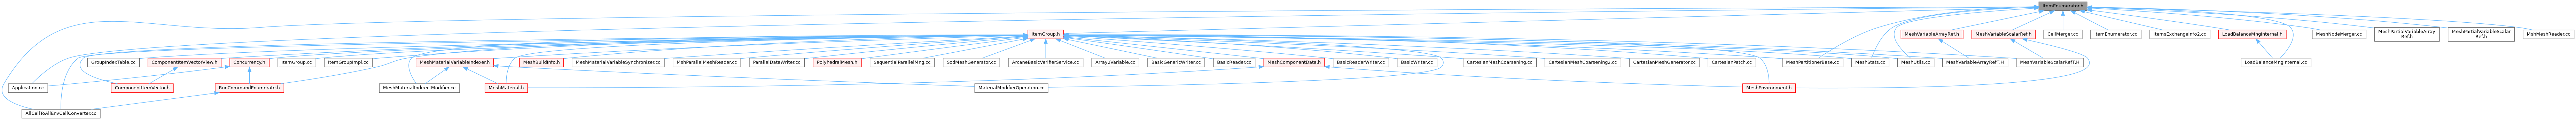 ItemEnumerator.h
ItemGroup.h
MeshVariableArrayRef.h
MeshVariableScalarRef.h
CellMerger.cc
ItemEnumerator.cc
ItemsExchangeInfo2.cc
LoadBalanceMngInternal.h
MeshNodeMerger.cc
MeshPartialVariableArray
Ref.h
MeshPartialVariableScalar
Ref.h
MshMeshReader.cc
GroupIndexTable.cc
ComponentItemVectorView.h
Concurrency.h
ItemGroup.cc
ItemGroupImpl.cc
MeshMaterialVariableIndexer.h
MeshBuildInfo.h
MeshMaterialVariableSynchronizer.cc
MshParallelMeshReader.cc
ParallelDataWriter.cc
PolyhedralMesh.h
SequentialParallelMng.cc
SodMeshGenerator.cc
ArcaneBasicVerifierService.cc
Array2Variable.cc
BasicGenericWriter.cc
BasicReader.cc
MeshComponentData.h
BasicReaderWriter.cc
BasicWriter.cc
CartesianMeshCoarsening.cc
CartesianMeshCoarsening2.cc
CartesianMeshGenerator.cc
CartesianPatch.cc
MeshPartitionerBase.cc
MeshStats.cc
MeshUtils.cc
MeshVariableArrayRefT.H
MeshVariableScalarRefT.H
LoadBalanceMngInternal.cc
Application.cc
ComponentItemVector.h
RunCommandEnumerate.h
MeshMaterialIndirectModifier.cc
MeshMaterial.h
MaterialModifierOperation.cc
MeshEnvironment.h
AllCellToAllEnvCellConverter.cc